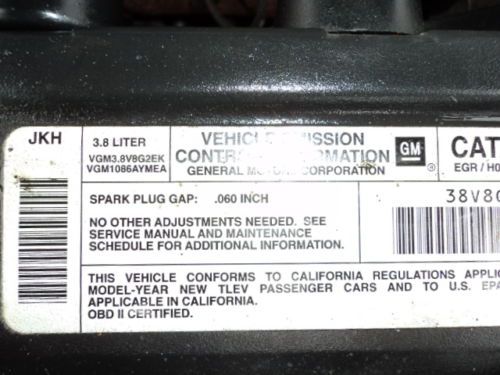 JKH
3.8 LITER
VGM3.8V8G2EK
VGM1086AYMEA
VEHICLE EMISSION
CONTROL INFORMATION
GENERAL MOTORS CORPORATION
GM
CAT
EGR / HO
SPARK PLUG GAP: .060 INCH
NO OTHER ADJUSTMENTS NEEDED. SEE
SERVICE MANUAL AND MAINTENANCE
SCHEDULE FOR ADDITIONAL INFORMATION.
38V8
THIS VEHICLE CONFORMS TO CALIFORNIA REGULATIONS APPLIC
MODEL-YEAR NEW TLEV PASSENGER CARS AND TO U.S. EPA
APPLICABLE IN CALIFORNIA.
OBD II CERTIFIED.